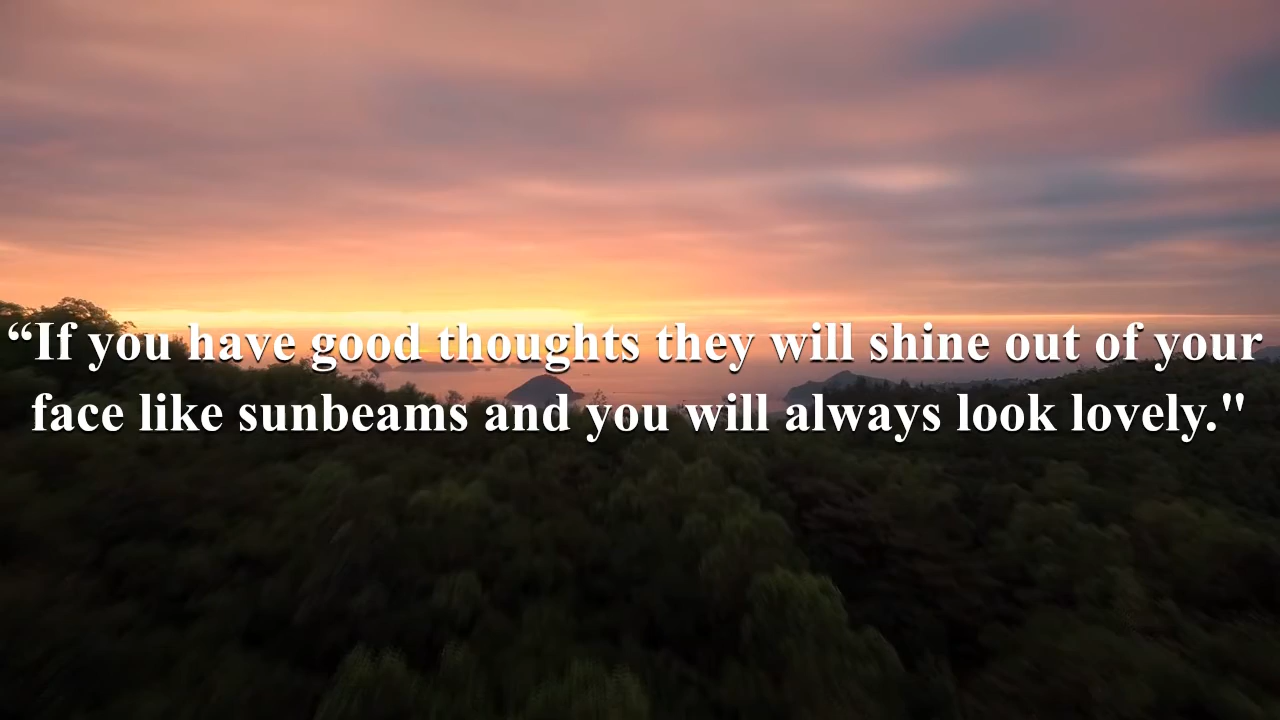 “If you have good thoughts they will shine out of your
face like sunbeams and you will always look lovely."